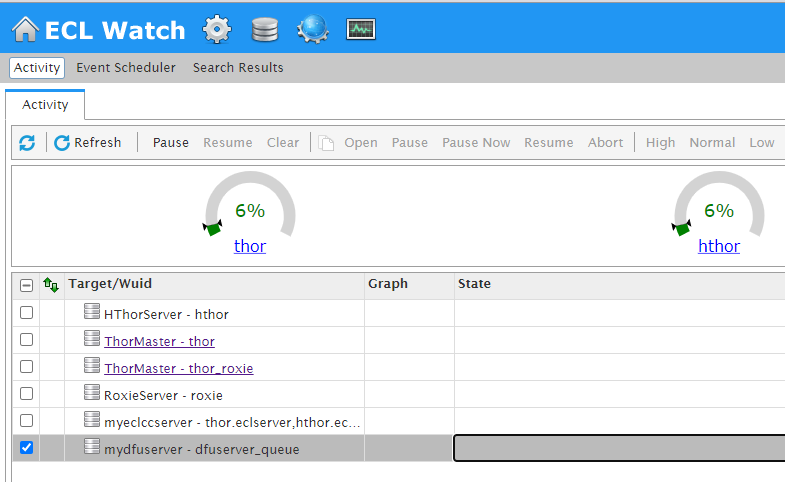 ECL Watch
Activity Event Scheduler Search Results
Activity
Refresh Pause Resume Clear Open Pause Pause Now Resume Abort High Normal Low
6% 6%
thor hthor
Target/Wuid Graph State
HThorServer - hthor
ThorMaster - thor
ThorMaster - thor_roxie
RoxieServer - roxie
myeclccserver - thor.eclserver,hthor.ec...
mydfuserver - dfuserver_queue